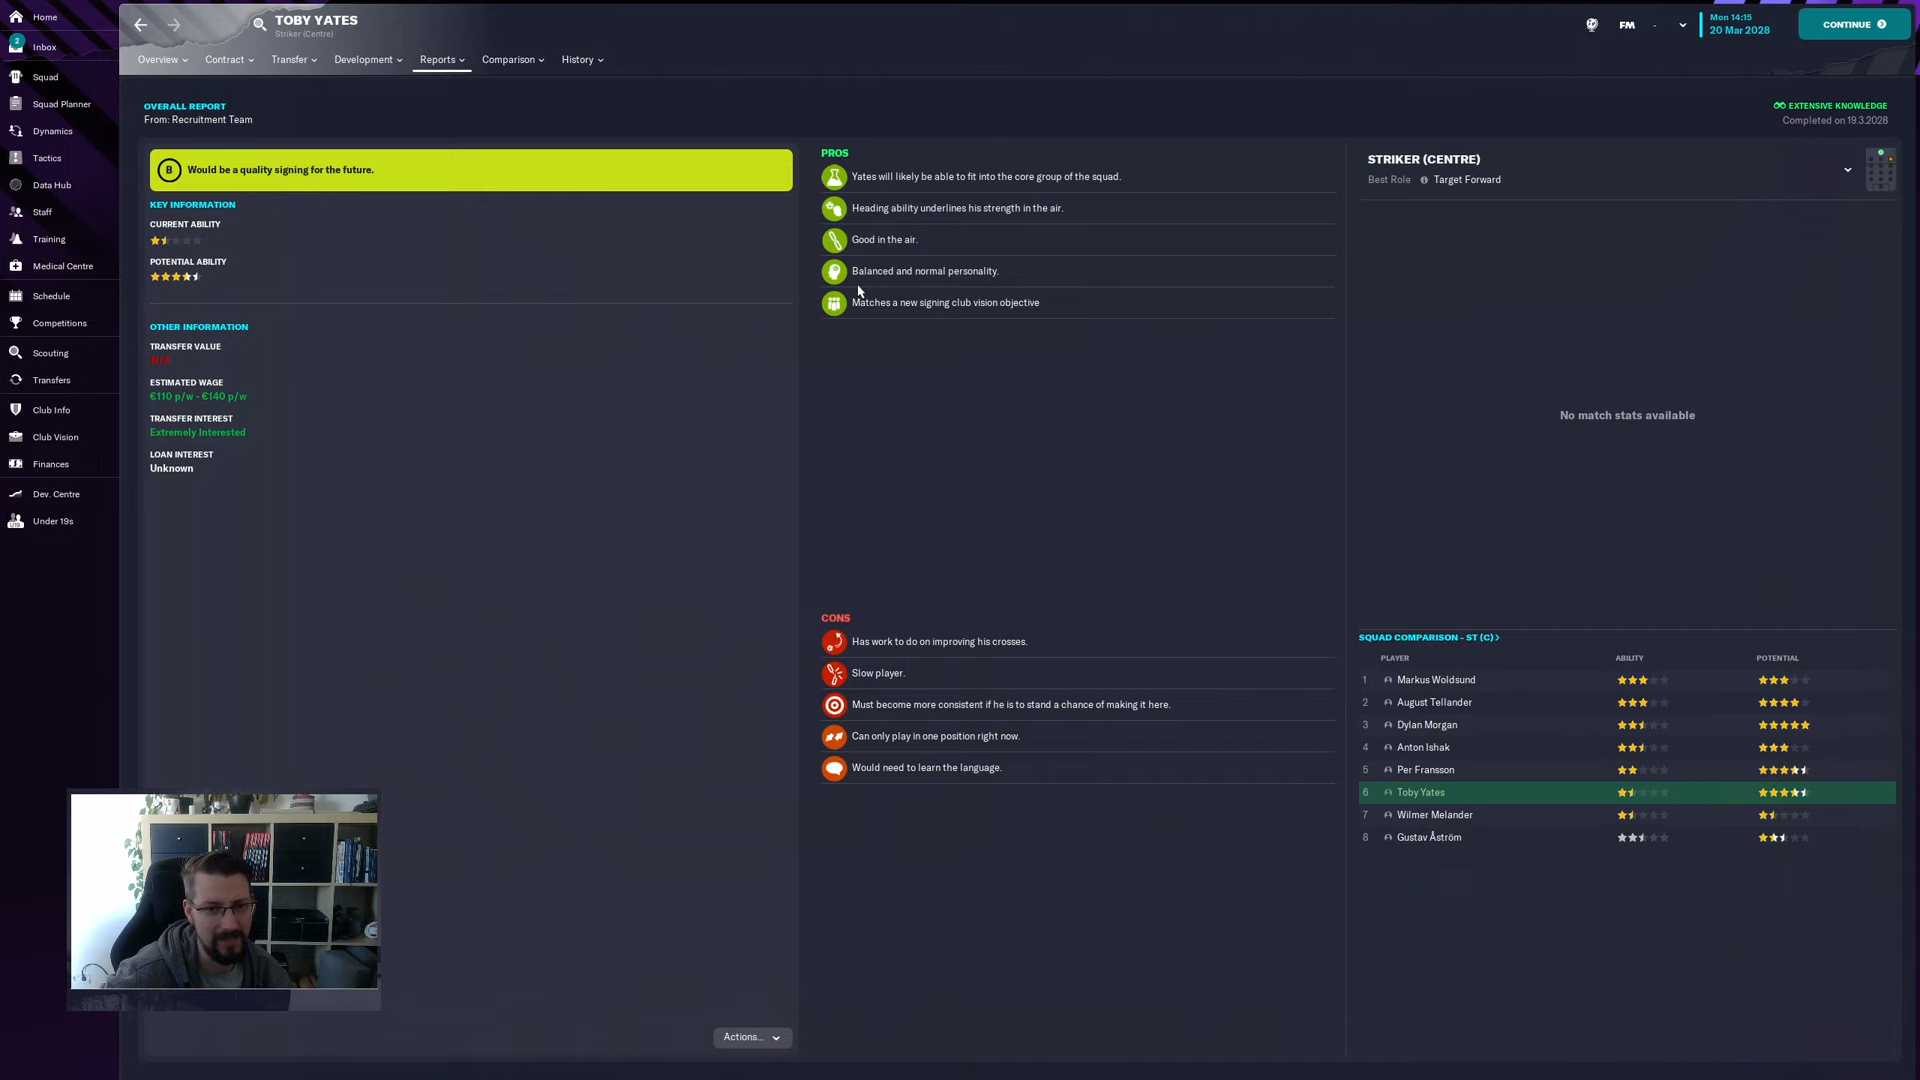 Home
2
Inbox
Squad
Squad Planner
Dynamics
Tactics
Data Hub
Staff
Training
Medical Centre
Schedule
Competitions
Scouting
Transfers
Club Info
Club Vision
Finances
Dev. Centre
Under 19s
TOBY YATES
Striker (Centre)
FM
-
Mon 14:15
20 Mar 2028
CONTINUE
Overview
Contract
Transfer
Development
Reports
Comparison
History
OVERALL REPORT
From: Recruitment Team
EXTENSIVE KNOWLEDGE
Completed on 19.3.2028
B Would be a quality signing for the future.
KEY INFORMATION
CURRENT ABILITY
POTENTIAL ABILITY
OTHER INFORMATION
TRANSFER VALUE
N/A
ESTIMATED WAGE
€110 p/w - €140 p/w
TRANSFER INTEREST
Extremely Interested
LOAN INTEREST
Unknown
Actions...
PROS
Yates will likely be able to fit into the core group of the squad.
Heading ability underlines his strength in the air.
Good in the air.
Balanced and normal personality.
Matches a new signing club vision objective
CONS
Has work to do on improving his crosses.
Slow player.
Must become more consistent if he is to stand a chance of making it here.
Can only play in one position right now.
Would need to learn the language.
STRIKER (CENTRE)
Best Role Target Forward
No match stats available
SQUAD COMPARISON - ST (C) >
PLAYER ABILITY POTENTIAL
1 Markus Woldsund
2 August Tellander
3 Dylan Morgan
4 Anton Ishak
5 Per Fransson
6 Toby Yates
7 Wilmer Melander
8 Gustav Åström